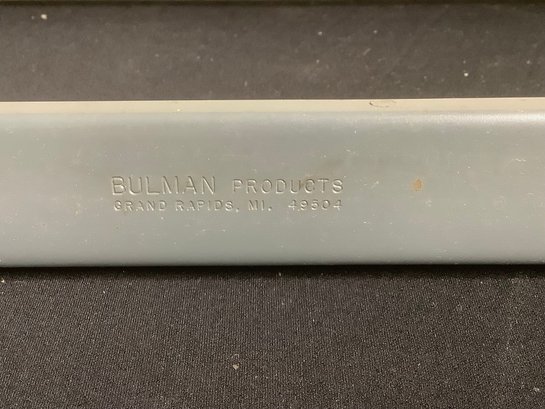 BULMAN PRODUCTS
GRAND RAPIDS, MI. 49504